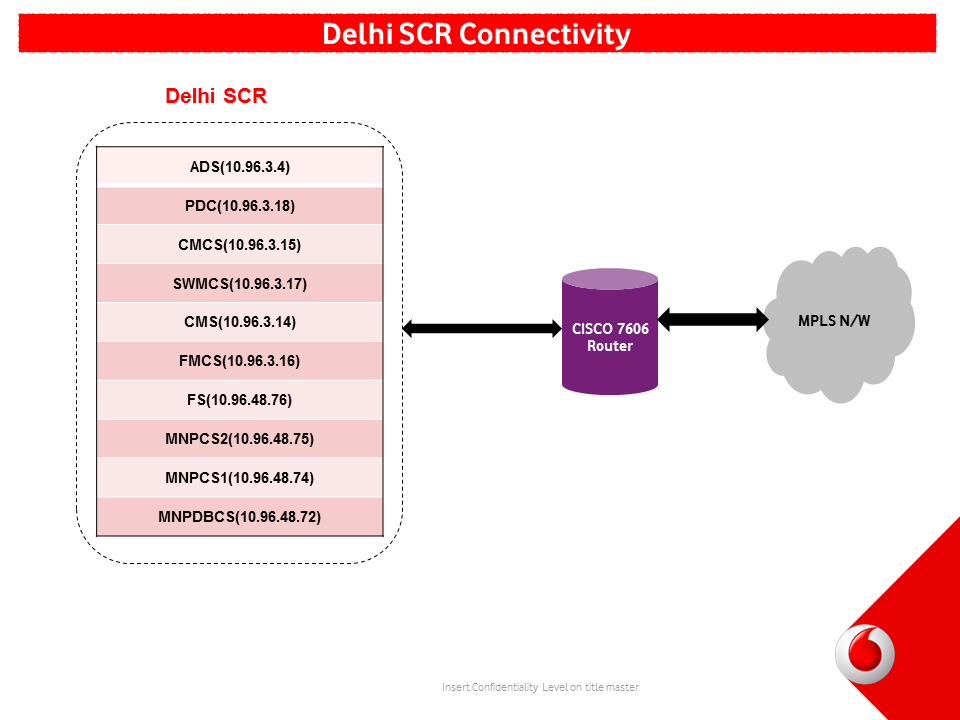 Delhi SCR Connectivity
Delhi SCR
ADS(10.96.3.4)
PDC(10.96.3.18)
CMCS(10.96.3.15)
SWMCS(10.96.3.17)
CMS(10.96.3.14)
FMCS(10.96.3.16)
FS(10.96.48.76)
MNPCS2(10.96.48.75)
MNPCS1(10.96.48.74)
MNPDBCS(10.96.48.72)
CISCO 7606
Router
MPLS N/W
Insert Confidentiality Level on title master